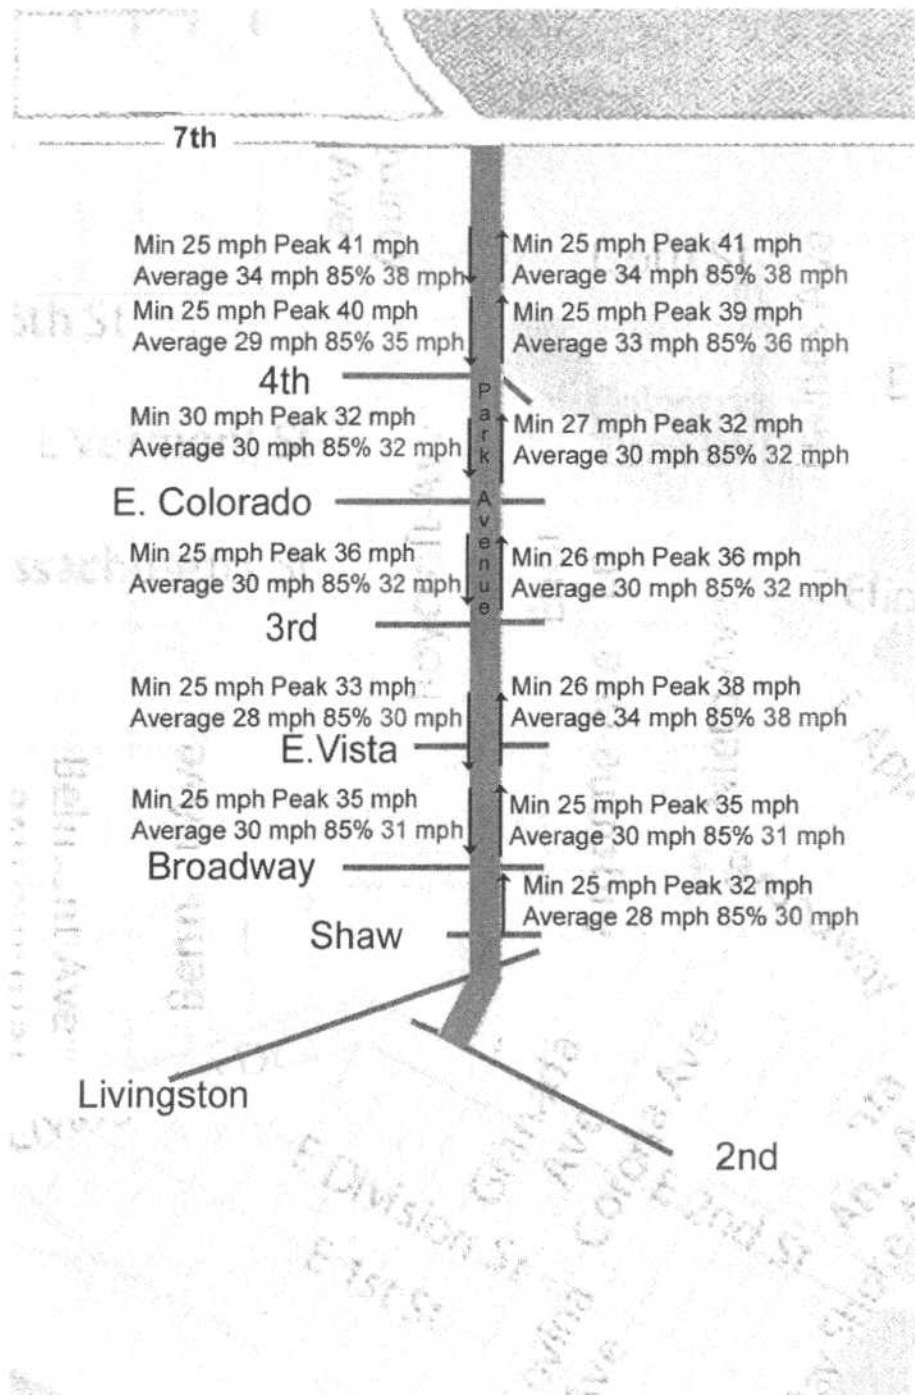 7th
Min 25 mph Peak 41 mph
Average 34 mph 85% 38 mph
Min 25 mph Peak 41 mph
Average 34 mph 85% 38 mph
Min 25 mph Peak 40 mph
Average 29 mph 85% 35 mph
Min 25 mph Peak 39 mph
Average 33 mph 85% 36 mph
4th
Park Avenue
Min 30 mph Peak 32 mph
Average 30 mph 85% 32 mph
Min 27 mph Peak 32 mph
Average 30 mph 85% 32 mph
E. Colorado
Min 25 mph Peak 36 mph
Average 30 mph 85% 32 mph
Min 26 mph Peak 36 mph
Average 30 mph 85% 32 mph
3rd
Min 25 mph Peak 33 mph
Average 28 mph 85% 30 mph
Min 26 mph Peak 38 mph
Average 34 mph 85% 38 mph
E.Vista
Min 25 mph Peak 35 mph
Average 30 mph 85% 31 mph
Min 25 mph Peak 35 mph
Average 30 mph 85% 31 mph
Broadway
Min 25 mph Peak 32 mph
Average 28 mph 85% 30 mph
Shaw
Livingston
2nd
E Division St
E 2nd St
E 1st St
Colonia Ave